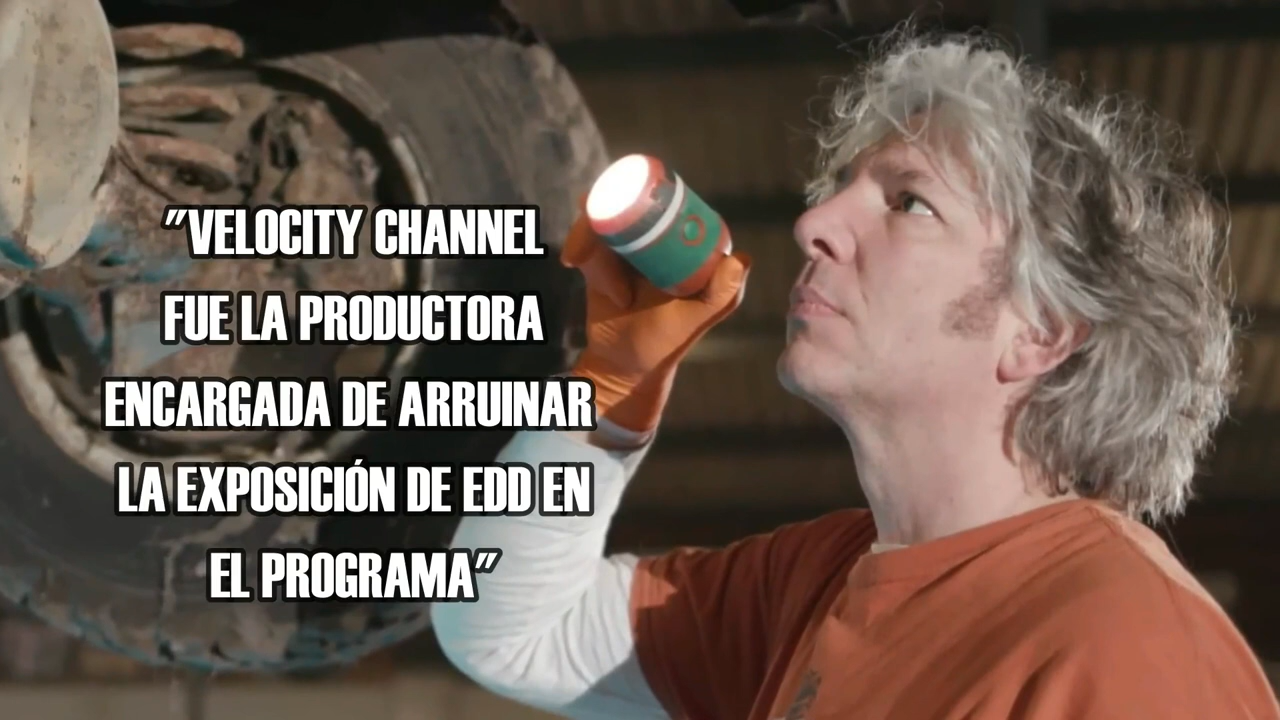 "VELOCITY CHANNEL
FUE LA PRODUCTORA
ENCARGADA DE ARRUINAR
LA EXPOSICIÓN DE EDD EN
EL PROGRAMA"